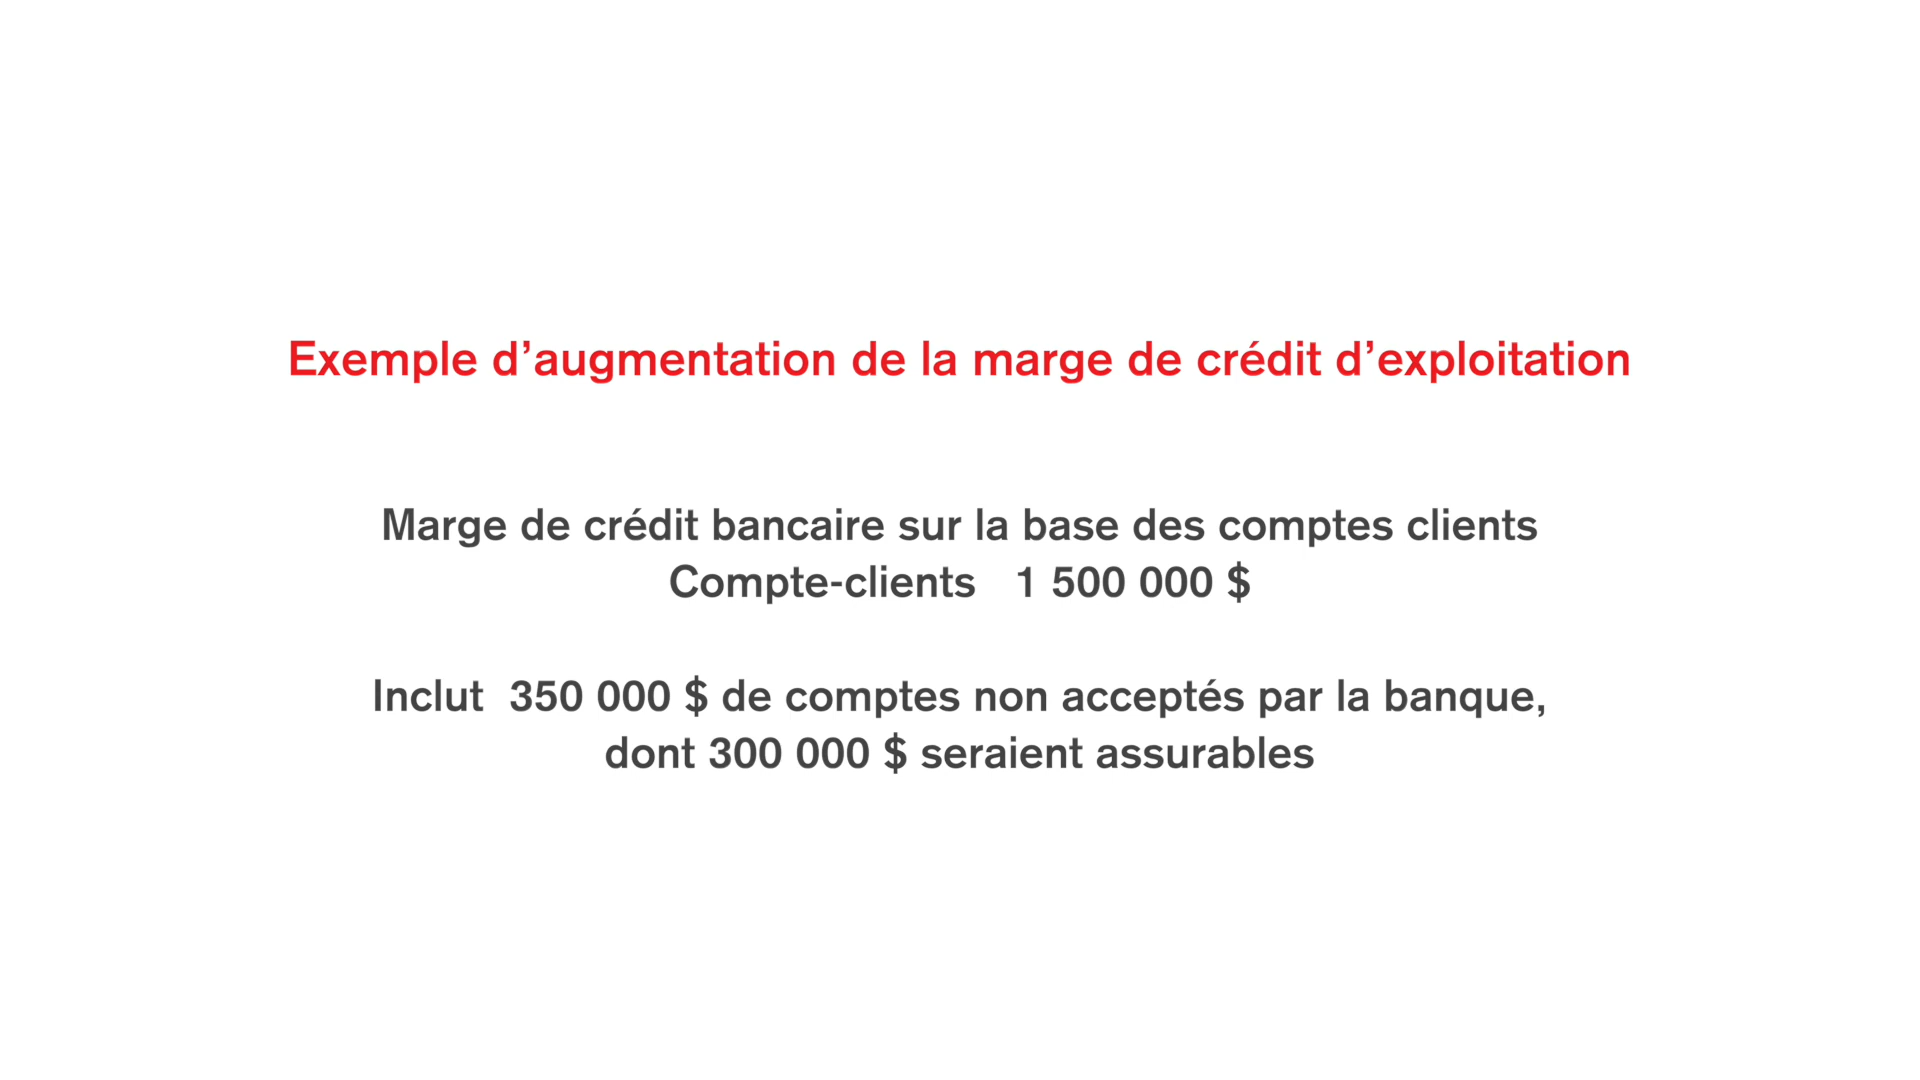 Exemple d’augmentation de la marge de crédit d’exploitation
Marge de crédit bancaire sur la base des comptes clients
Compte-clients 1 500 000 $
Inclut 350 000 $ de comptes non acceptés par la banque,
dont 300 000 $ seraient assurables